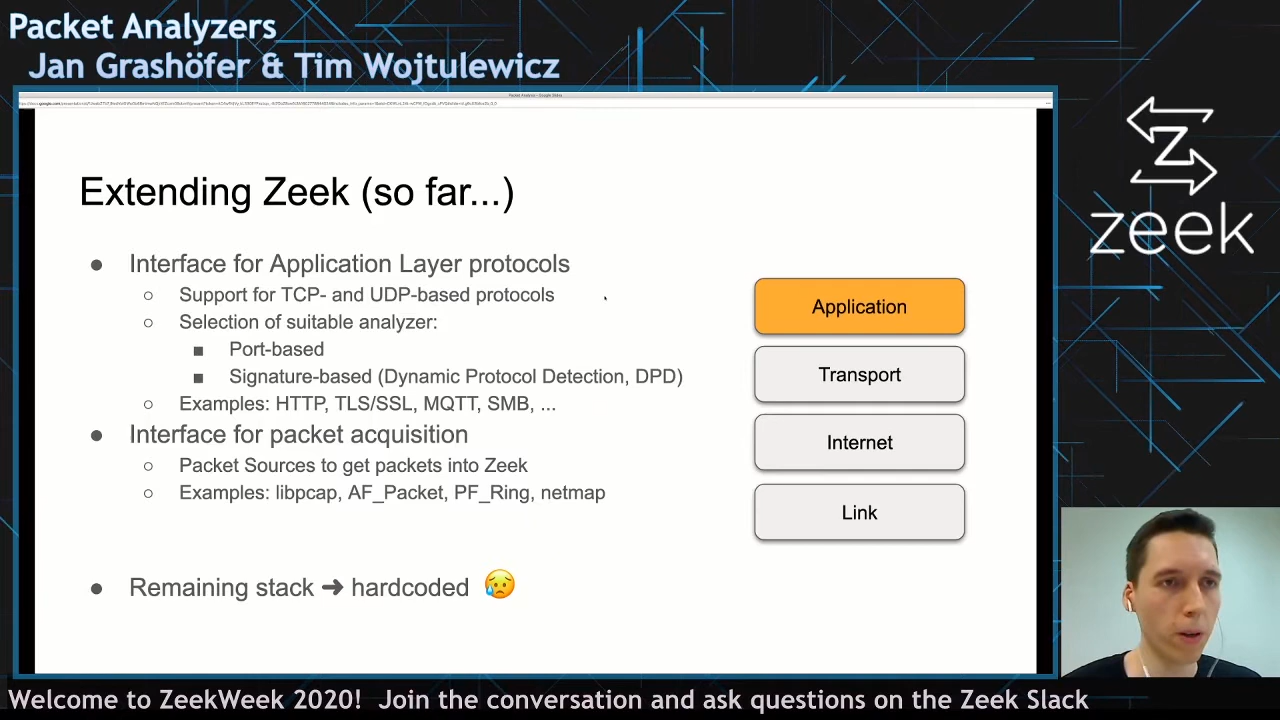 Packet Analyzers
Jan Grashöfer & Tim Wojtulewicz
Packet Analysis - Google Slides
zeek
Extending Zeek (so far...)
● Interface for Application Layer protocols
○ Support for TCP- and UDP-based protocols
○ Selection of suitable analyzer:
■ Port-based
■ Signature-based (Dynamic Protocol Detection, DPD)
○ Examples: HTTP, TLS/SSL, MQTT, SMB, ...
● Interface for packet acquisition
○ Packet Sources to get packets into Zeek
○ Examples: libpcap, AF_Packet, PF_Ring, netmap
● Remaining stack ➜ hardcoded 😥
Application
Transport
Internet
Link
Welcome to ZeekWeek 2020! Join the conversation and ask questions on the Zeek Slack